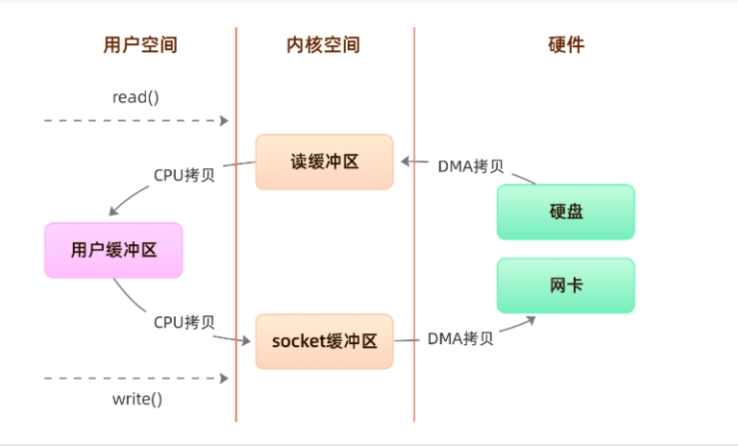 用户空间
内核空间
硬件
read()
读缓冲区
DMA拷贝
CPU拷贝
硬盘
用户缓冲区
网卡
CPU拷贝
socket缓冲区
DMA拷贝
write()